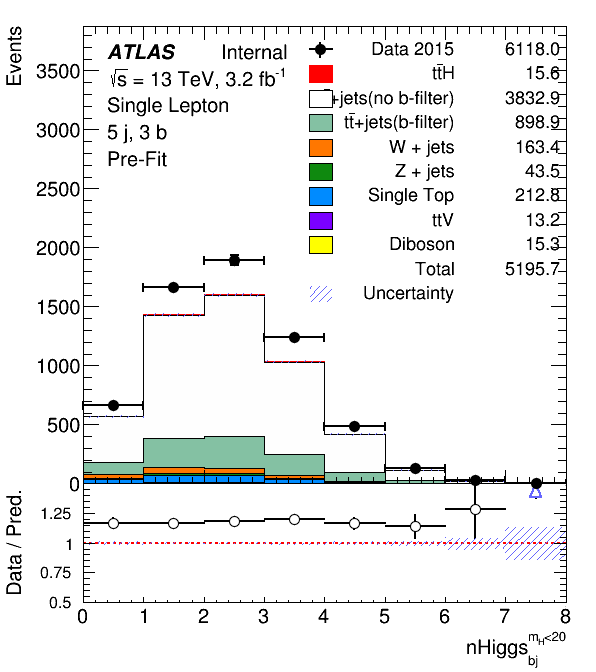 Events
ATLAS Internal
√s = 13 TeV, 3.2 fb-1
Single Lepton
5 j, 3 b
Pre-Fit
Data 2015 6118.0
tt̄H 15.6
+jets(no b-filter) 3832.9
tt̄+jets(b-filter) 898.9
W + jets 163.4
Z + jets 43.5
Single Top 212.8
ttV 13.2
Diboson 15.3
Total 5195.7
Uncertainty
3500
3000
2500
2000
1500
1000
500
0
Data / Pred.
1.25
1
0.75
0.5
0 1 2 3 4 5 6 7 8
nHiggs bj mH<20